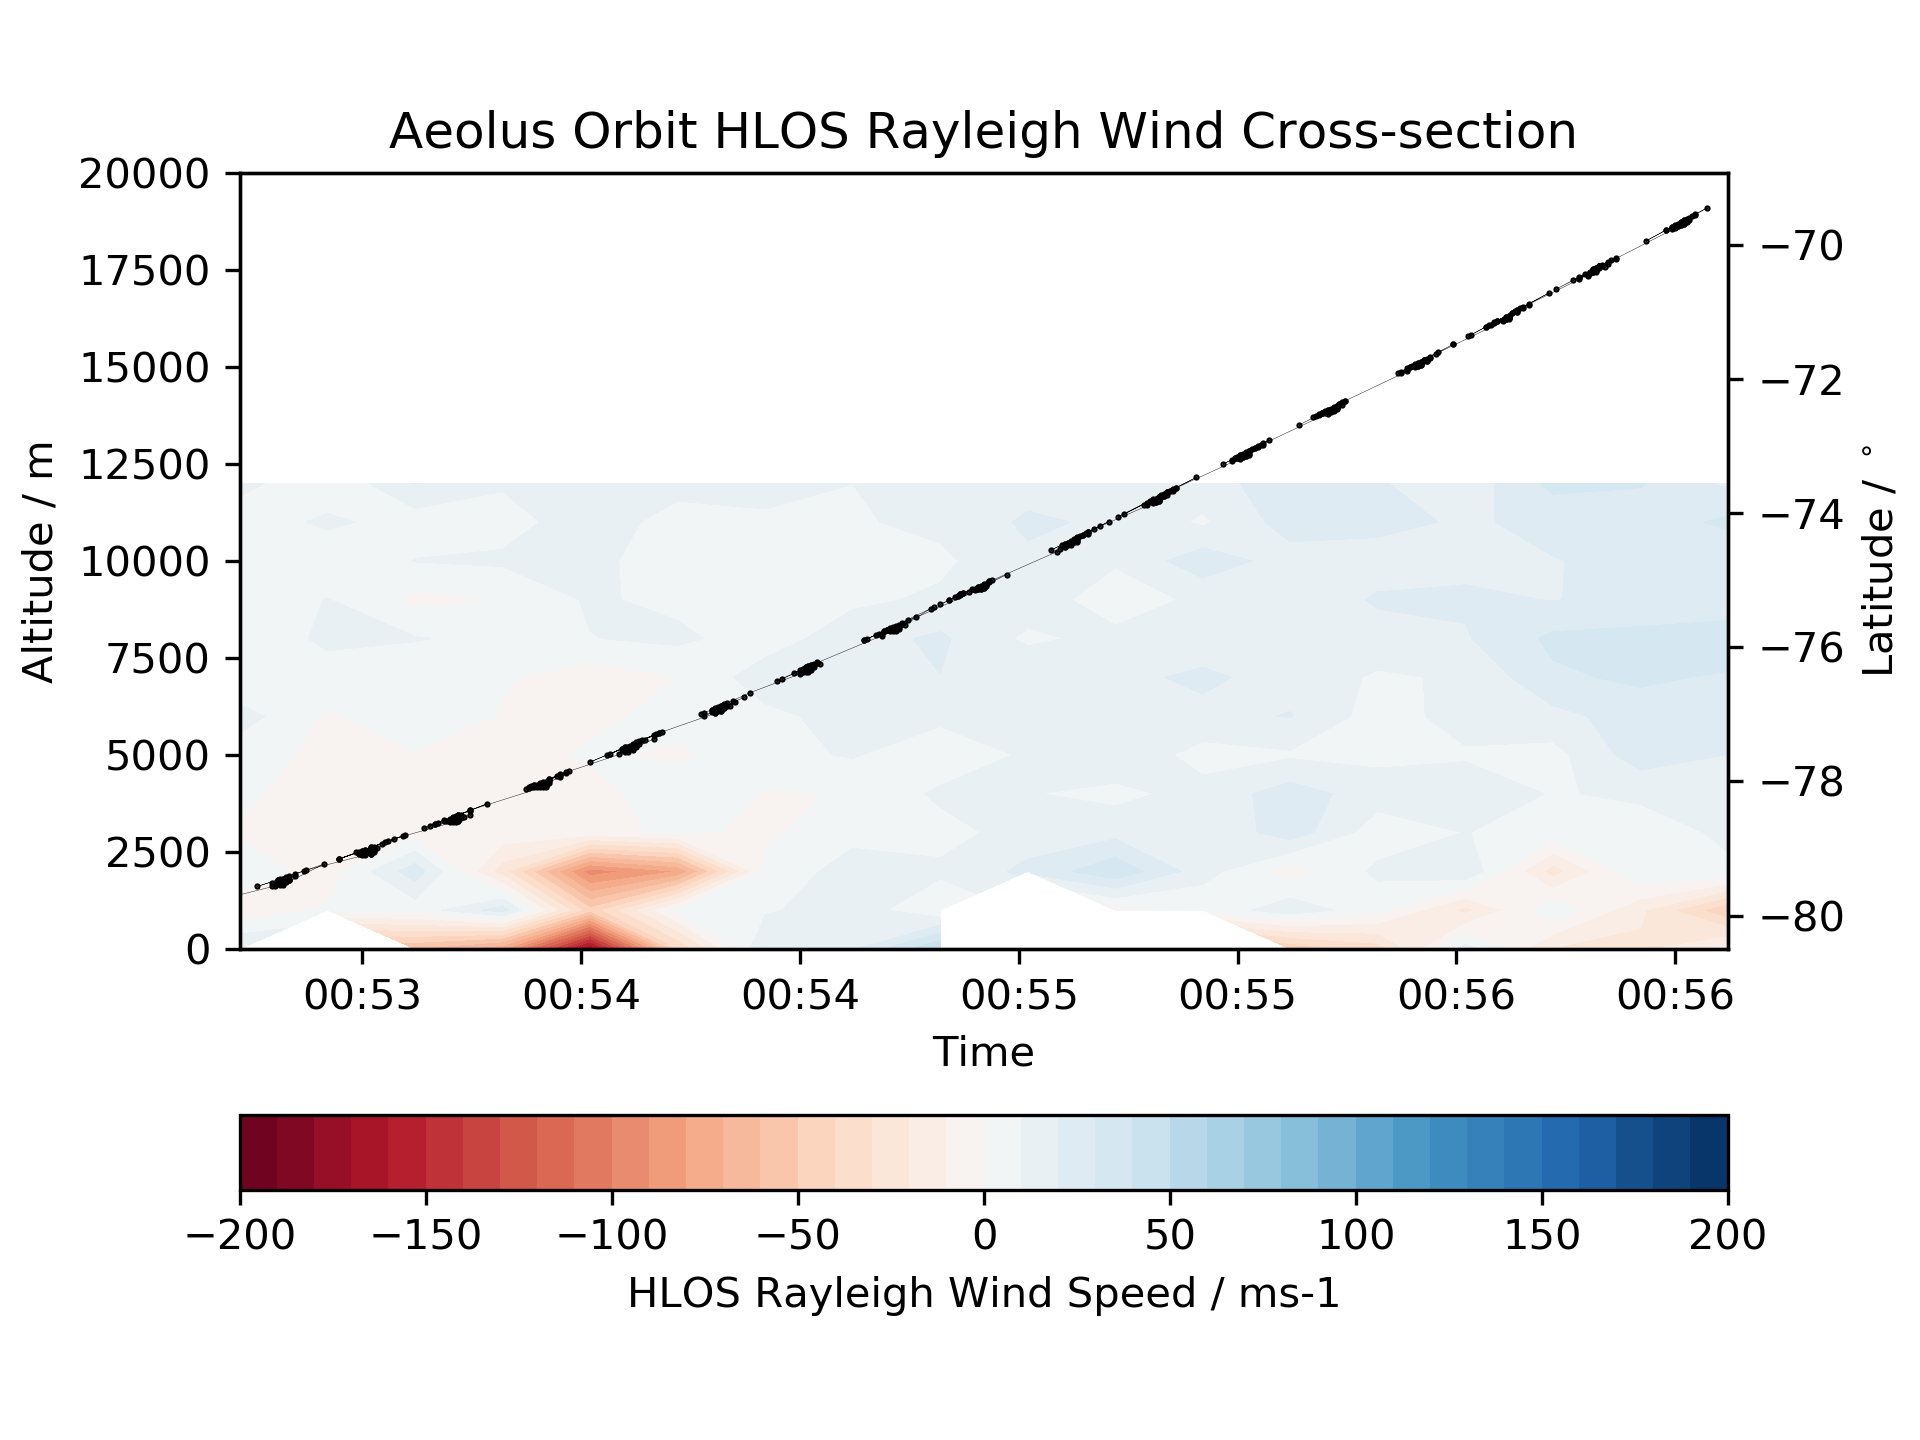 Aeolus Orbit HLOS Rayleigh Wind Cross-section
20000
17500
15000
12500
10000
7500
5000
2500
0
Altitude / m
−70
−72
−74
−76
−78
−80
Latitude / °
00:53 00:54 00:54 00:55 00:55 00:56 00:56
Time
−200 −150 −100 −50 0 50 100 150 200
HLOS Rayleigh Wind Speed / ms-1